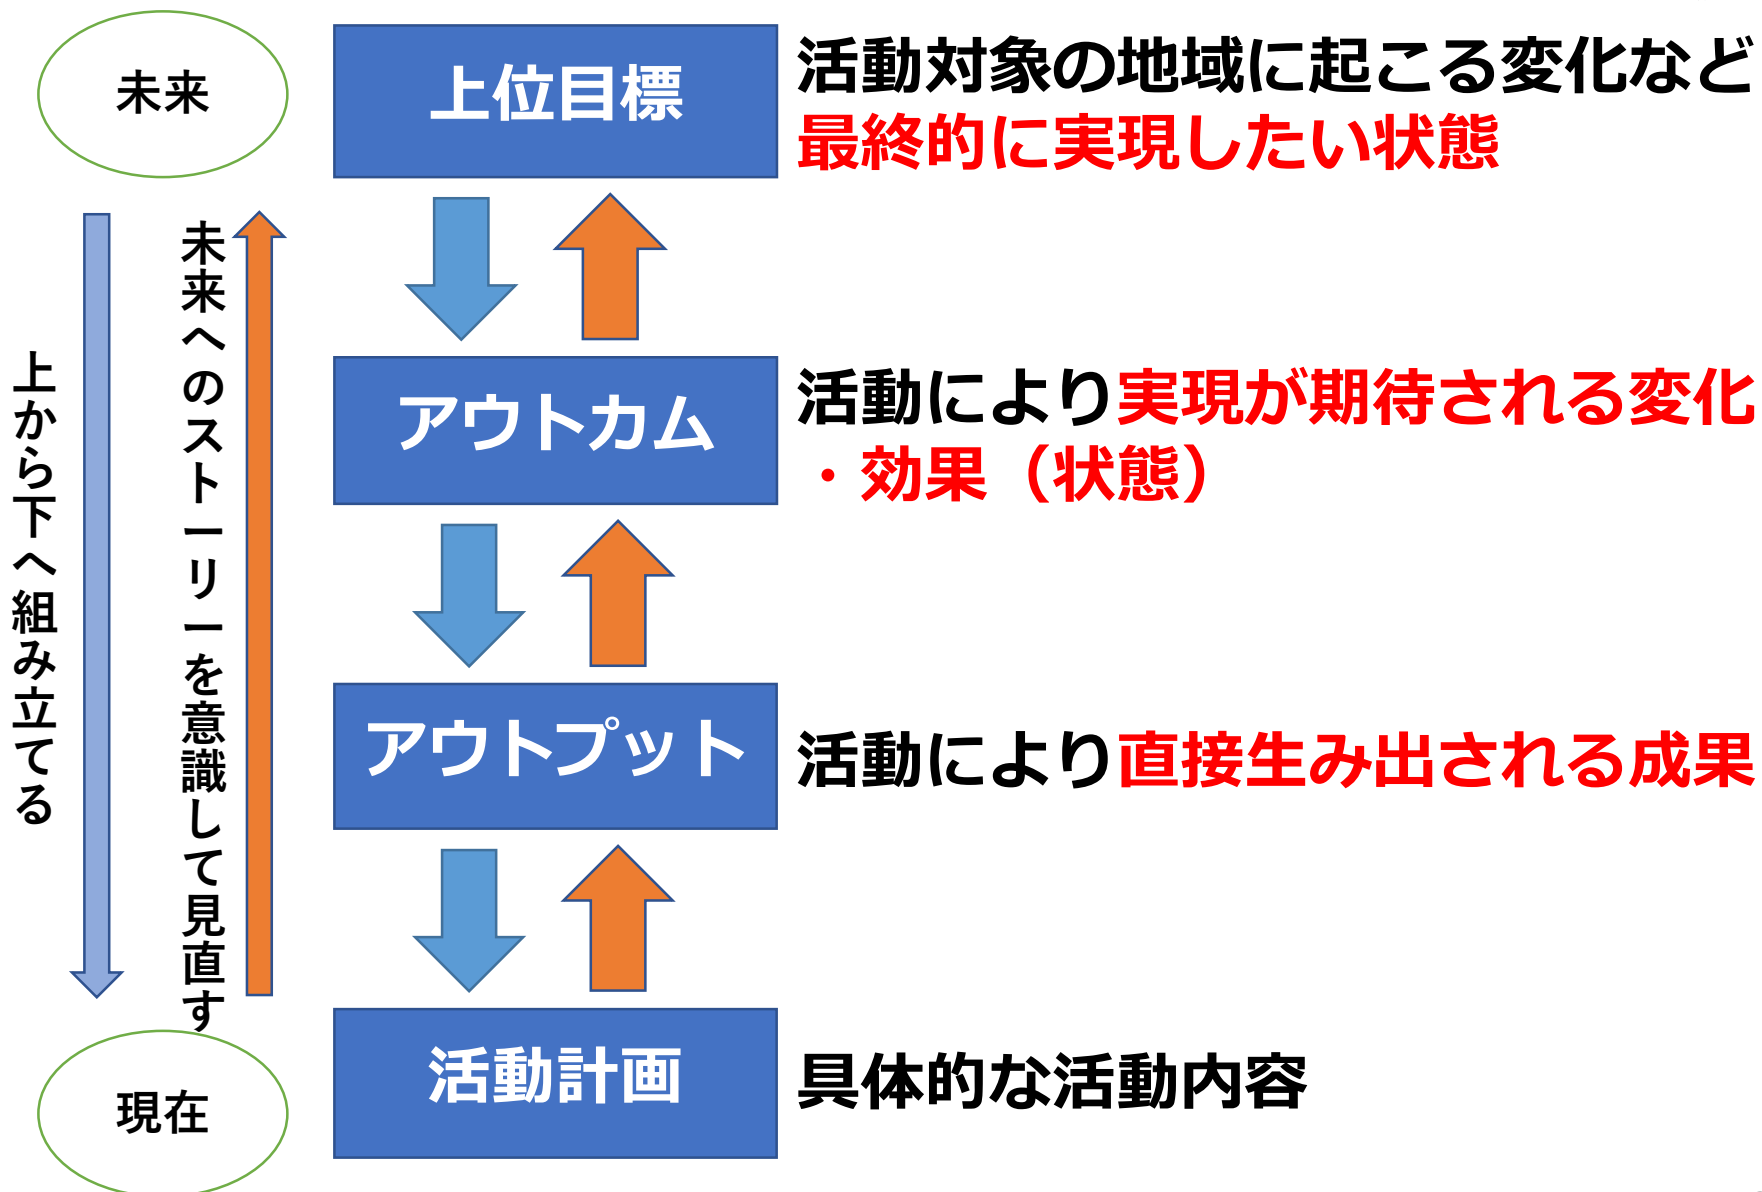 未来
上位目標
活動対象の地域に起こる変化など
最終的に実現したい状態
上から下へ組み立てる
未来へのストーリーを意識して見直す
アウトカム
活動により実現が期待される変化
・効果（状態）
アウトプット
活動により直接生み出される成果
現在
活動計画
具体的な活動内容